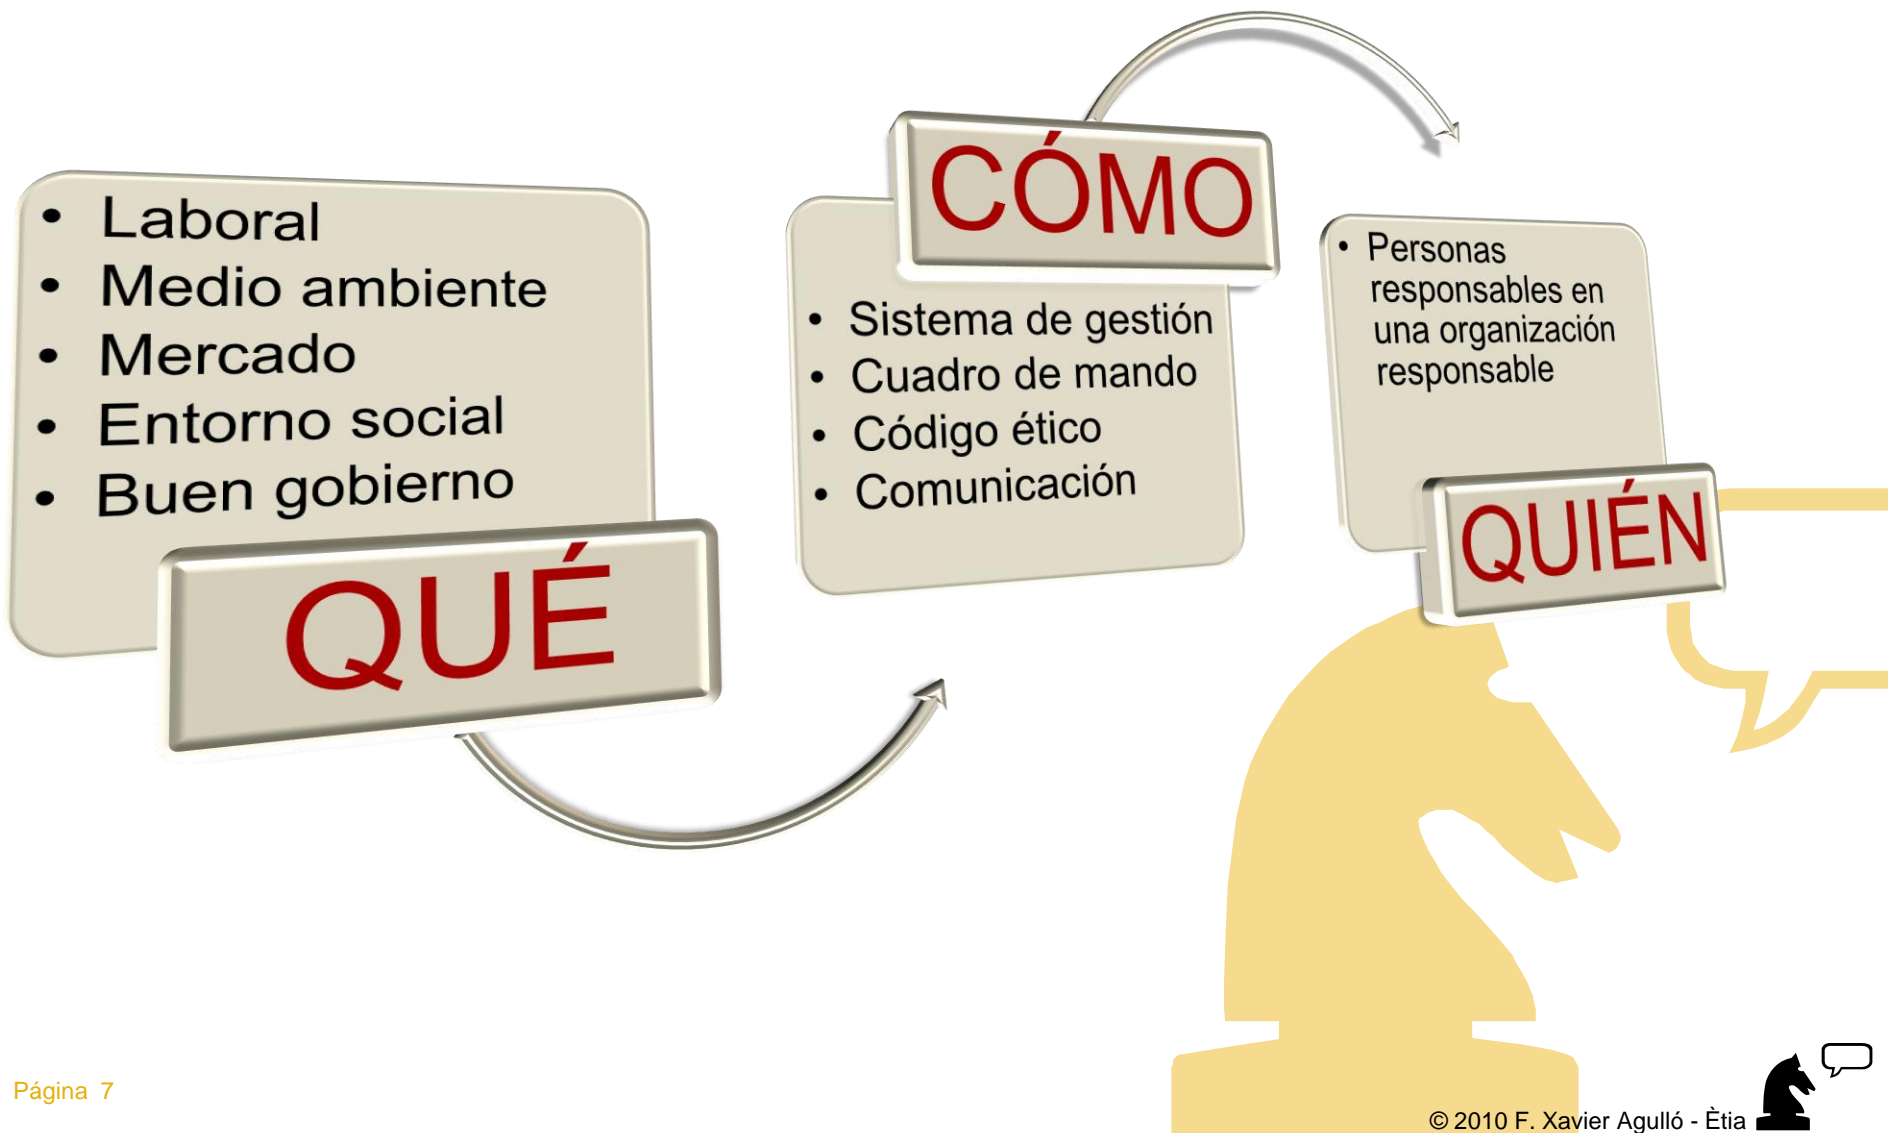 • Laboral
• Medio ambiente
• Mercado
• Entorno social
• Buen gobierno
QUÉ
CÓMO
• Sistema de gestión
• Cuadro de mando
• Código ético
• Comunicación
• Personas
responsables en
una organización
responsable
QUIÉN
Página 7
© 2010 F. Xavier Agulló - Ètia